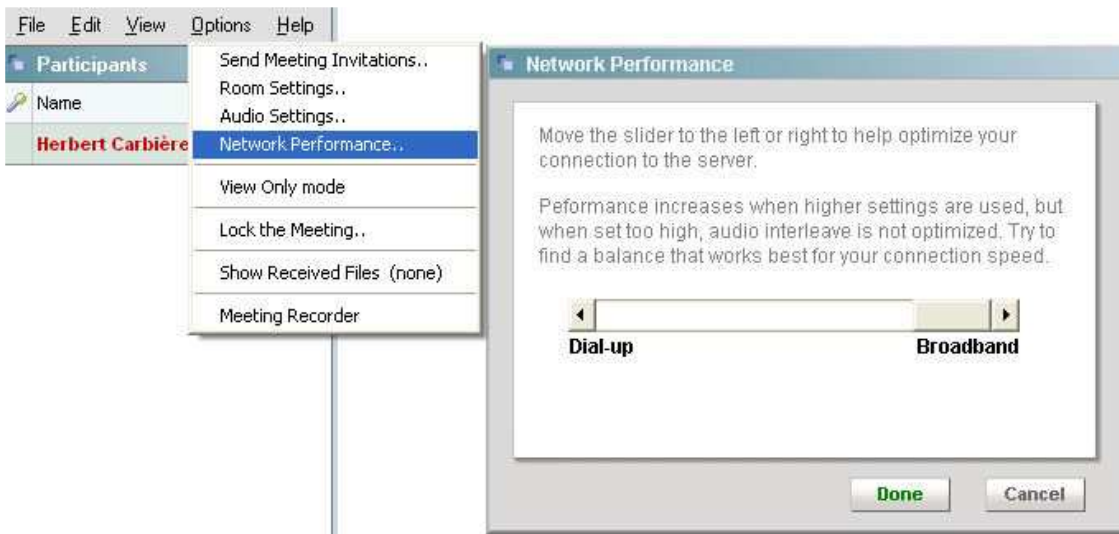 File Edit View Options Help
Participants
Name
Herbert Carbière
Send Meeting Invitations..
Room Settings..
Audio Settings..
Network Performance..
View Only mode
Lock the Meeting..
Show Received Files (none)
Meeting Recorder
Network Performance
Move the slider to the left or right to help optimize your
connection to the server.
Peformance increases when higher settings are used, but
when set too high, audio interleave is not optimized. Try to
find a balance that works best for your connection speed.
Dial-up Broadband
Done Cancel